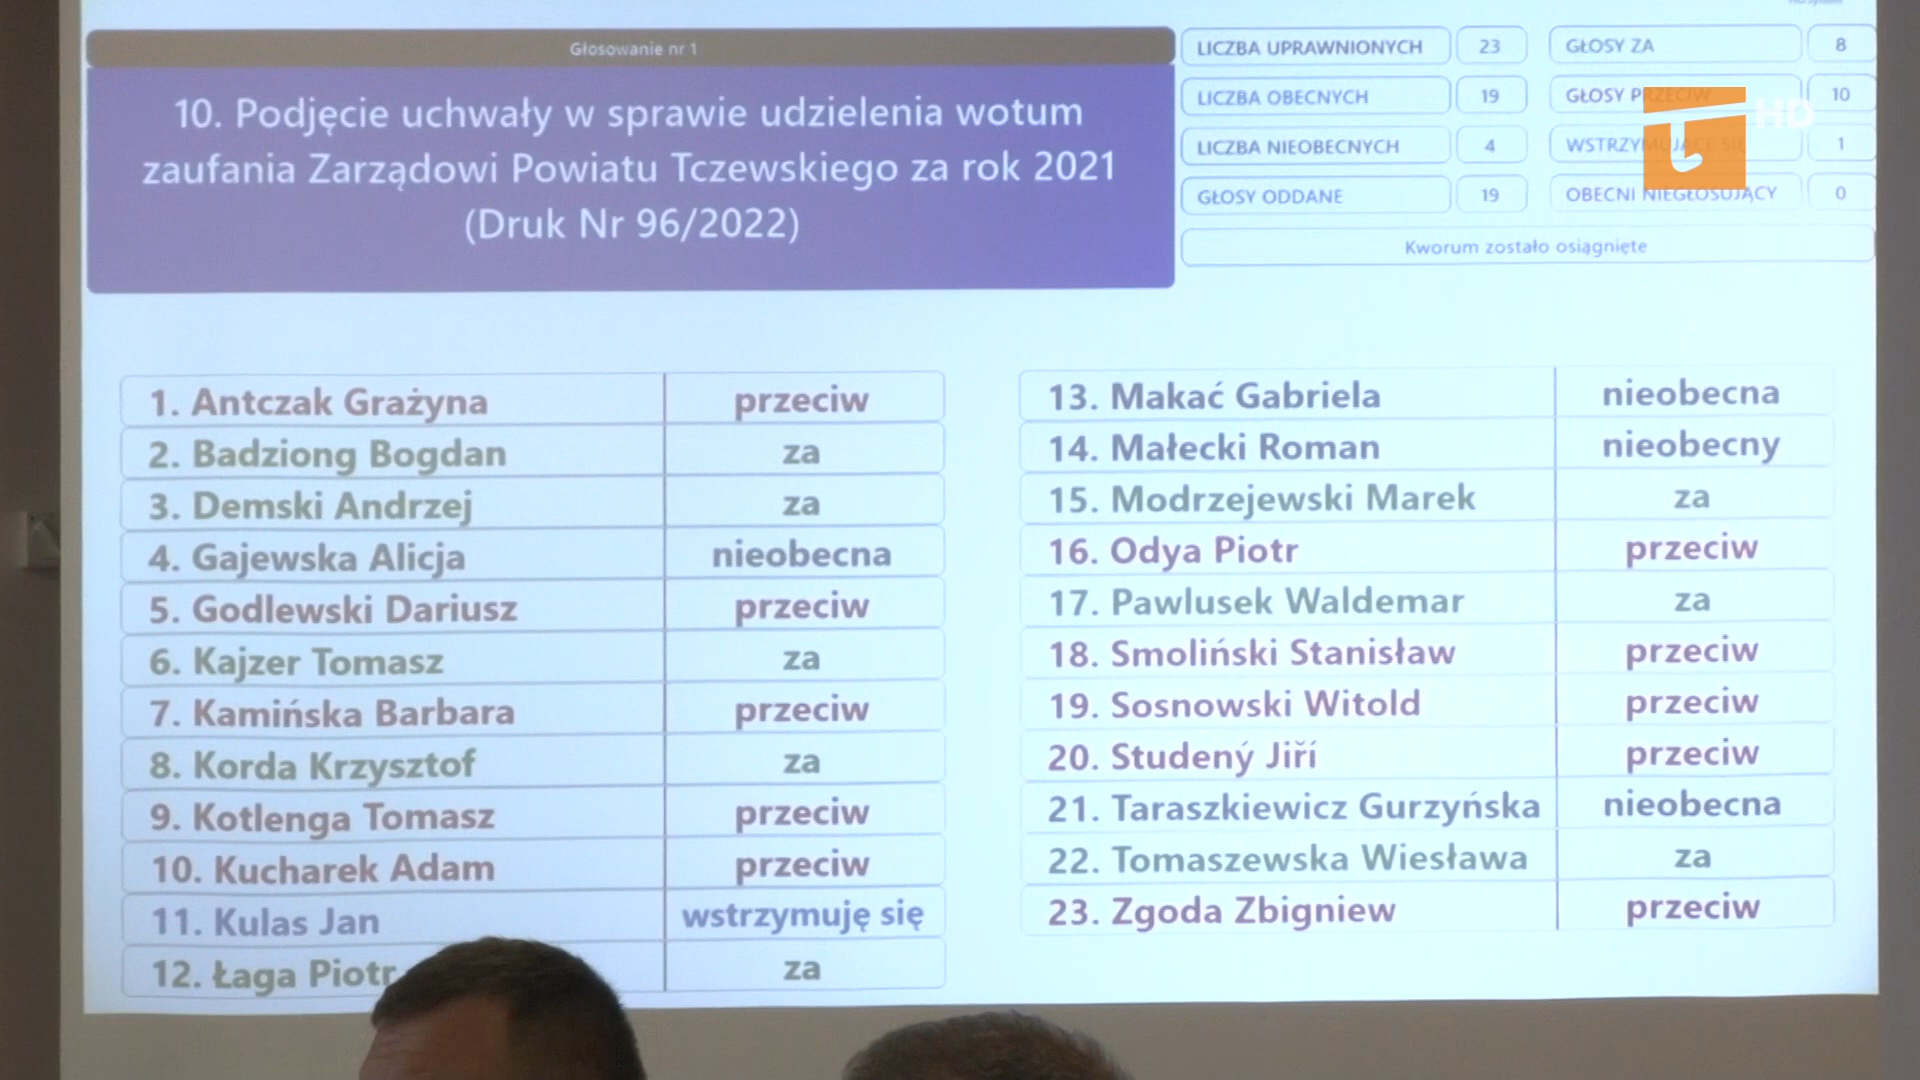 Głosowanie nr 1
10. Podjęcie uchwały w sprawie udzielenia wotum
zaufania Zarządowi Powiatu Tczewskiego za rok 2021
(Druk Nr 96/2022)
LICZBA UPRAWNIONYCH 23 GŁOSY ZA 8
LICZBA OBECNYCH 19 GŁOSY PRZECIW 10
LICZBA NIEOBECNYCH 4 WSTRZYMUJĄCE SIĘ 1
GŁOSY ODDANE 19 OBECNI NIEGŁOSUJĄCY 0
Kworum zostało osiągnięte
HD
1. Antczak Grażyna przeciw
2. Badziong Bogdan za
3. Demski Andrzej za
4. Gajewska Alicja nieobecna
5. Godlewski Dariusz przeciw
6. Kajzer Tomasz za
7. Kamińska Barbara przeciw
8. Korda Krzysztof za
9. Kotlenga Tomasz przeciw
10. Kucharek Adam przeciw
11. Kulas Jan wstrzymuję się
12. Łaga Piotr za
13. Makać Gabriela nieobecna
14. Małecki Roman nieobecny
15. Modrzejewski Marek za
16. Odya Piotr przeciw
17. Pawlusek Waldemar za
18. Smoliński Stanisław przeciw
19. Sosnowski Witold przeciw
20. Studený Jiří przeciw
21. Taraszkiewicz Gurzyńska nieobecna
22. Tomaszewska Wiesława za
23. Zgoda Zbigniew przeciw